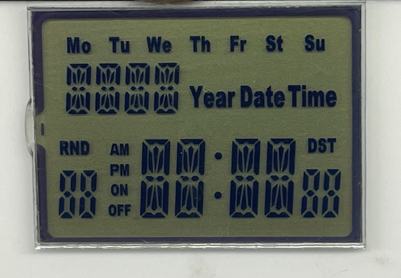 Mo Tu We Th Fr St Su
Year Date Time
RND
AM
PM
ON
OFF
:
DST